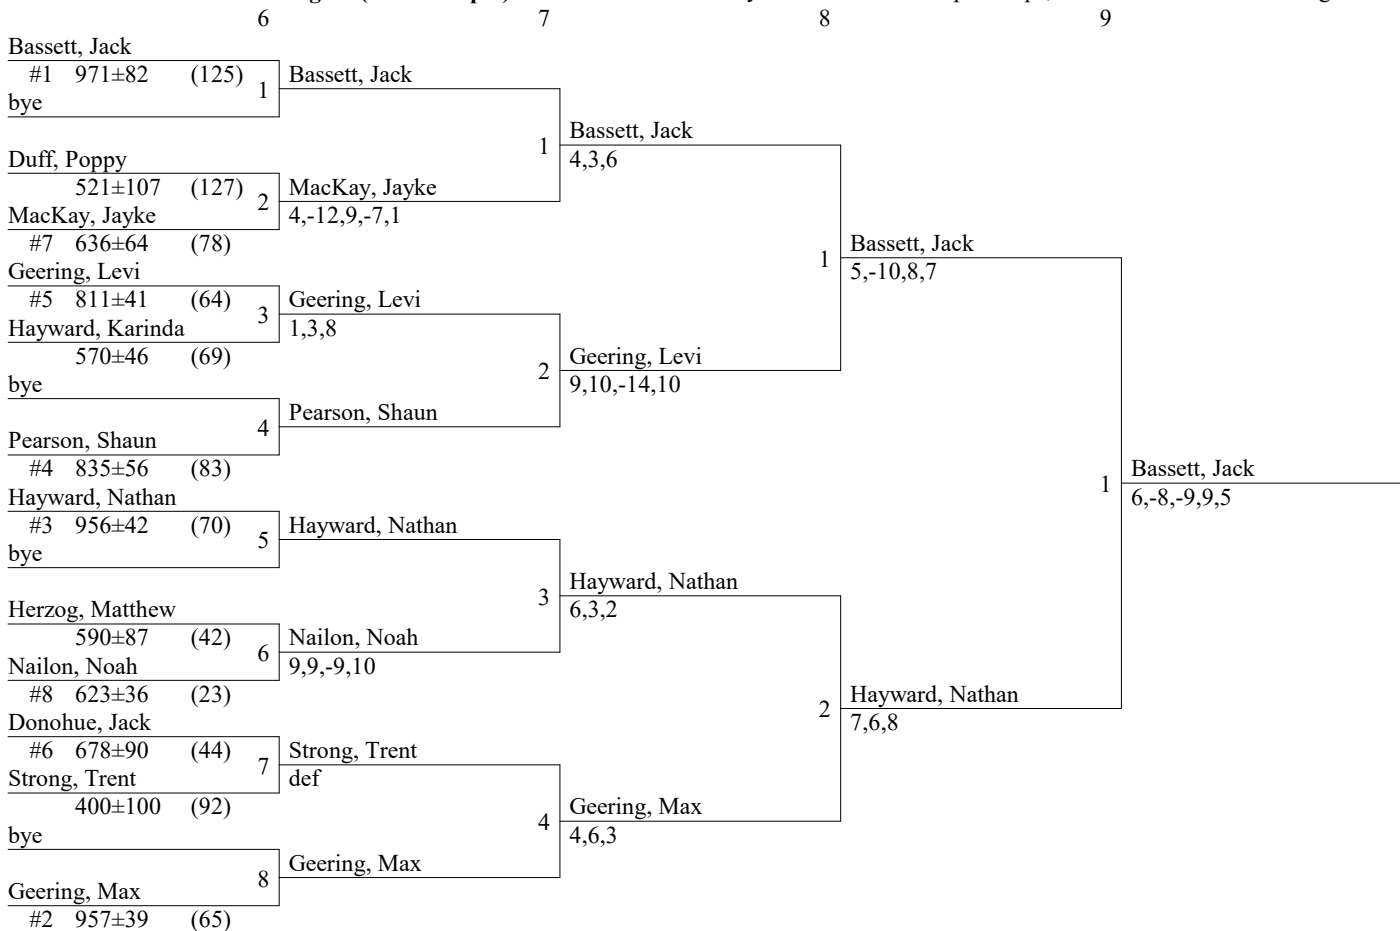 6 7 8 9
Bassett, Jack
#1 971±82 (125) 1 Bassett, Jack
bye
Bassett, Jack
1 4,3,6
Duff, Poppy
521±107 (127) 2 MacKay, Jayke
MacKay, Jayke 4,-12,9,-7,1
#7 636±64 (78) Bassett, Jack
Geering, Levi 1 5,-10,8,7
#5 811±41 (64) 3 Geering, Levi
Hayward, Karinda 1,3,8
570±46 (69) Geering, Levi
bye 2 9,10,-14,10
4 Pearson, Shaun
Pearson, Shaun
#4 835±56 (83) Bassett, Jack
Hayward, Nathan 1 6,-8,-9,9,5
#3 956±42 (70) 5 Hayward, Nathan
bye
Hayward, Nathan
Herzog, Matthew 3 6,3,2
590±87 (42) 6 Nailon, Noah
Nailon, Noah 9,9,-9,10
#8 623±36 (23) Hayward, Nathan
Donohue, Jack 2 7,6,8
#6 678±90 (44) 7 Strong, Trent
Strong, Trent def
400±100 (92) Geering, Max
bye 4 4,6,3
8 Geering, Max
Geering, Max
#2 957±39 (65)